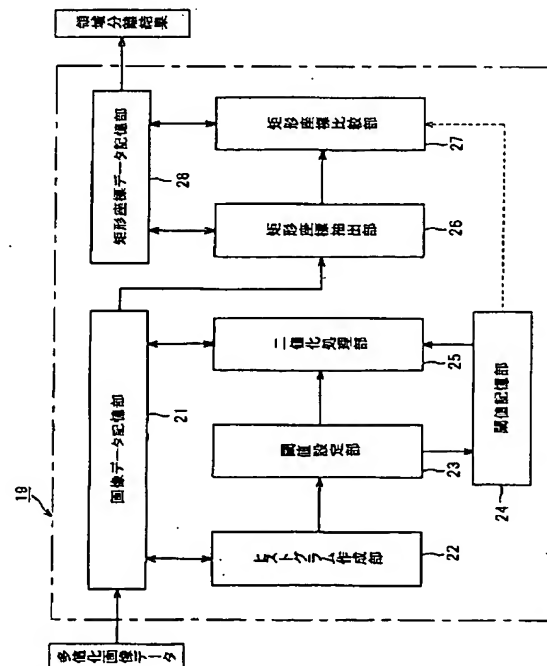 多値化画像データ
19
画像データ記憶部
21
ヒストグラム作成部
22
閾値設定部
23
二値化処理部
25
閾値記憶部
24
矩形座標データ記憶部
28
矩形座標抽出部
26
矩形座標比較部
27
領域分離結果